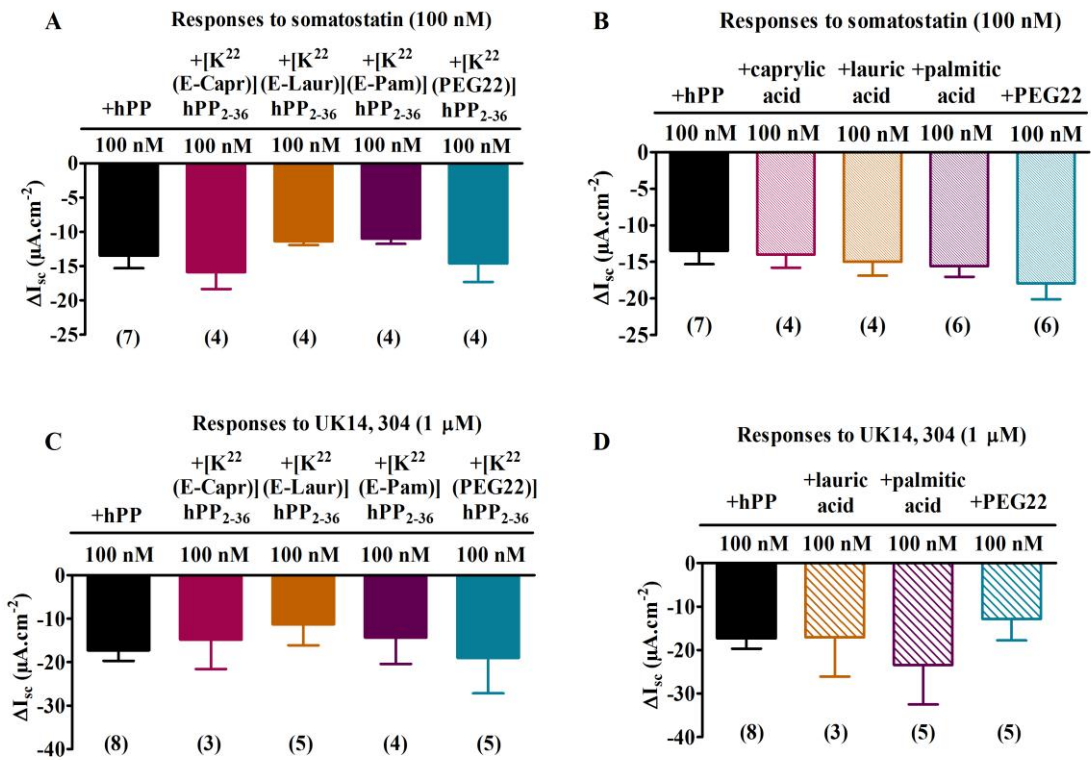 A
Responses to somatostatin (100 nM)
+[K22 +[K22 +[K22 +[K22
(E-Capr)] (E-Laur)] (E-Pam)] (PEG22)]
+hPP hPP2-36 hPP2-36 hPP2-36 hPP2-36
100 nM 100 nM 100 nM 100 nM 100 nM
0
-5
-10
-15
-20
-25
ΔIsc (µA.cm-2)
(7) (4) (4) (4) (4)
B
Responses to somatostatin (100 nM)
+caprylic +lauric +palmitic
+hPP acid acid acid +PEG22
100 nM 100 nM 100 nM 100 nM 100 nM
0
-5
-10
-15
-20
-25
ΔIsc (µA.cm-2)
(7) (4) (4) (6) (6)
C
Responses to UK14, 304 (1 µM)
+[K22 +[K22 +[K22 +[K22
(E-Capr)] (E-Laur)] (E-Pam)] (PEG22)]
+hPP hPP2-36 hPP2-36 hPP2-36 hPP2-36
100 nM 100 nM 100 nM 100 nM 100 nM
0
-10
-20
-30
-40
ΔIsc (µA.cm-2)
(8) (3) (5) (4) (5)
D
Responses to UK14, 304 (1 µM)
+lauric +palmitic
+hPP acid acid +PEG22
100 nM 100 nM 100 nM 100 nM
0
-10
-20
-30
-40
ΔIsc (µA.cm-2)
(8) (3) (5) (5)